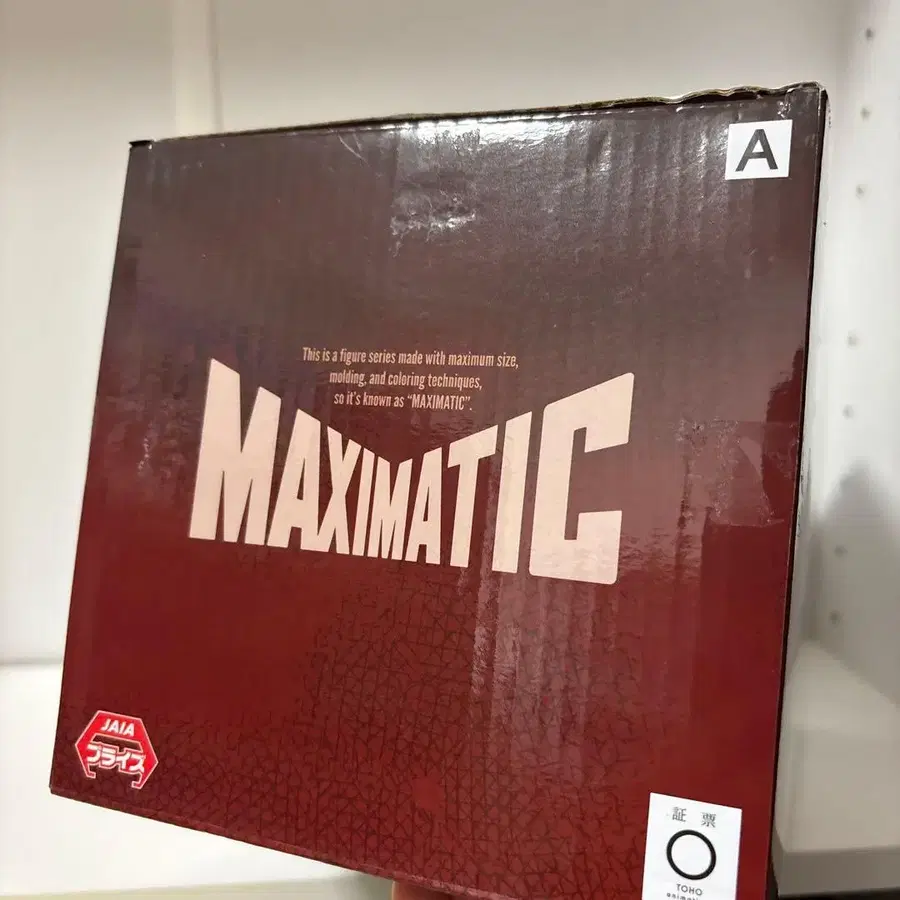 A
This is a figure series made with maximum size,
molding, and coloring techniques,
so it's known as "MAXIMATIC".
MAXIMATIC
JAIA
プライズ
証票
TOHO
animation